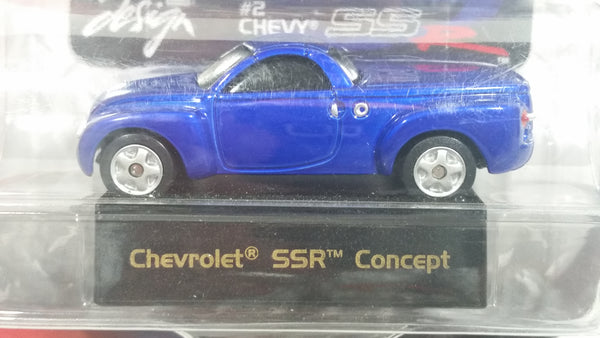 design
#2
CHEVY® SS
Chevrolet® SSR™ Concept